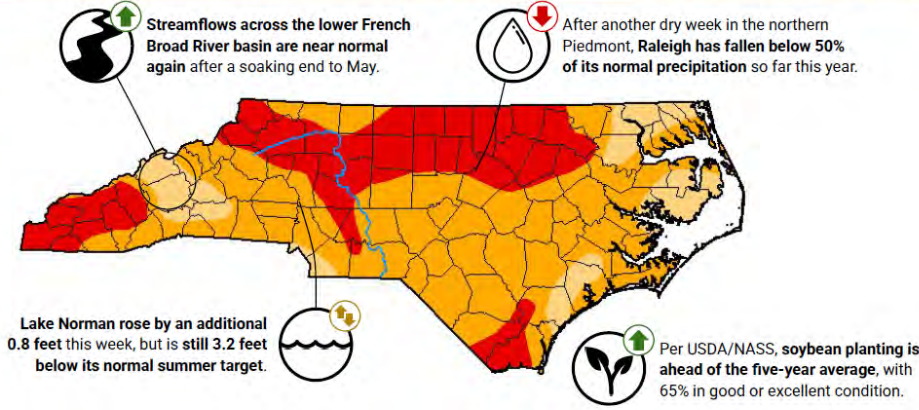 Streamflows across the lower French
Broad River basin are near normal
again after a soaking end to May.
After another dry week in the northern
Piedmont, Raleigh has fallen below 50%
of its normal precipitation so far this year.
Lake Norman rose by an additional
0.8 feet this week, but is still 3.2 feet
below its normal summer target.
Per USDA/NASS, soybean planting is
ahead of the five-year average, with
65% in good or excellent condition.